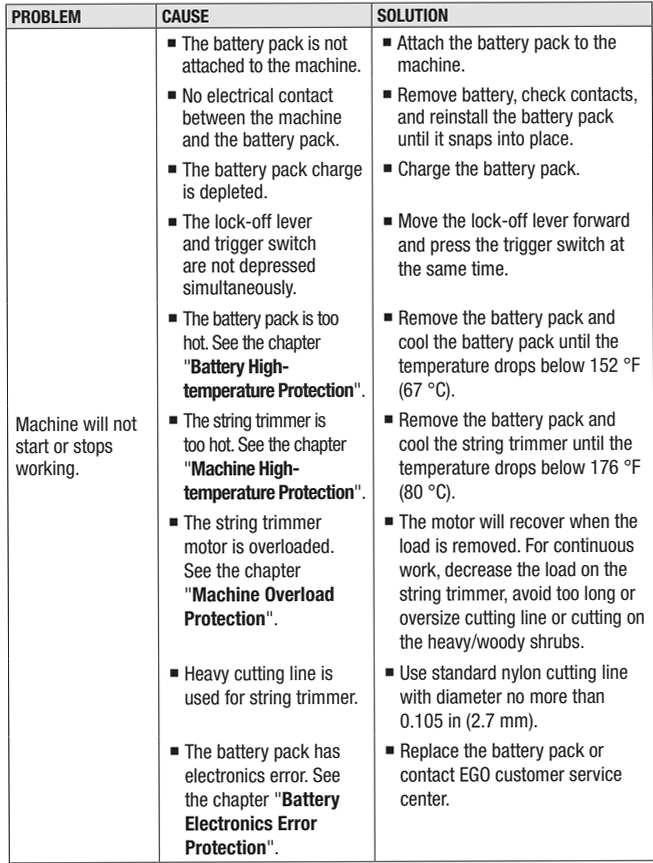 PROBLEM CAUSE SOLUTION
Machine will not
start or stops
working.
■ The battery pack is not
attached to the machine.
■ Attach the battery pack to the
machine.
■ No electrical contact
between the machine
and the battery pack.
■ Remove battery, check contacts,
and reinstall the battery pack
until it snaps into place.
■ The battery pack charge
is depleted.
■ Charge the battery pack.
■ The lock-off lever
and trigger switch
are not depressed
simultaneously.
■ Move the lock-off lever forward
and press the trigger switch at
the same time.
■ The battery pack is too
hot. See the chapter
"Battery High-
temperature Protection".
■ Remove the battery pack and
cool the battery pack until the
temperature drops below 152 °F
(67 °C).
■ The string trimmer is
too hot. See the chapter
"Machine High-
temperature Protection".
■ Remove the battery pack and
cool the string trimmer until the
temperature drops below 176 °F
(80 °C).
■ The string trimmer
motor is overloaded.
See the chapter
"Machine Overload
Protection".
■ The motor will recover when the
load is removed. For continuous
work, decrease the load on the
string trimmer, avoid too long or
oversize cutting line or cutting on
the heavy/woody shrubs.
■ Heavy cutting line is
used for string trimmer.
■ Use standard nylon cutting line
with diameter no more than
0.105 in (2.7 mm).
■ The battery pack has
electronics error. See
the chapter "Battery
Electronics Error
Protection".
■ Replace the battery pack or
contact EGO customer service
center.